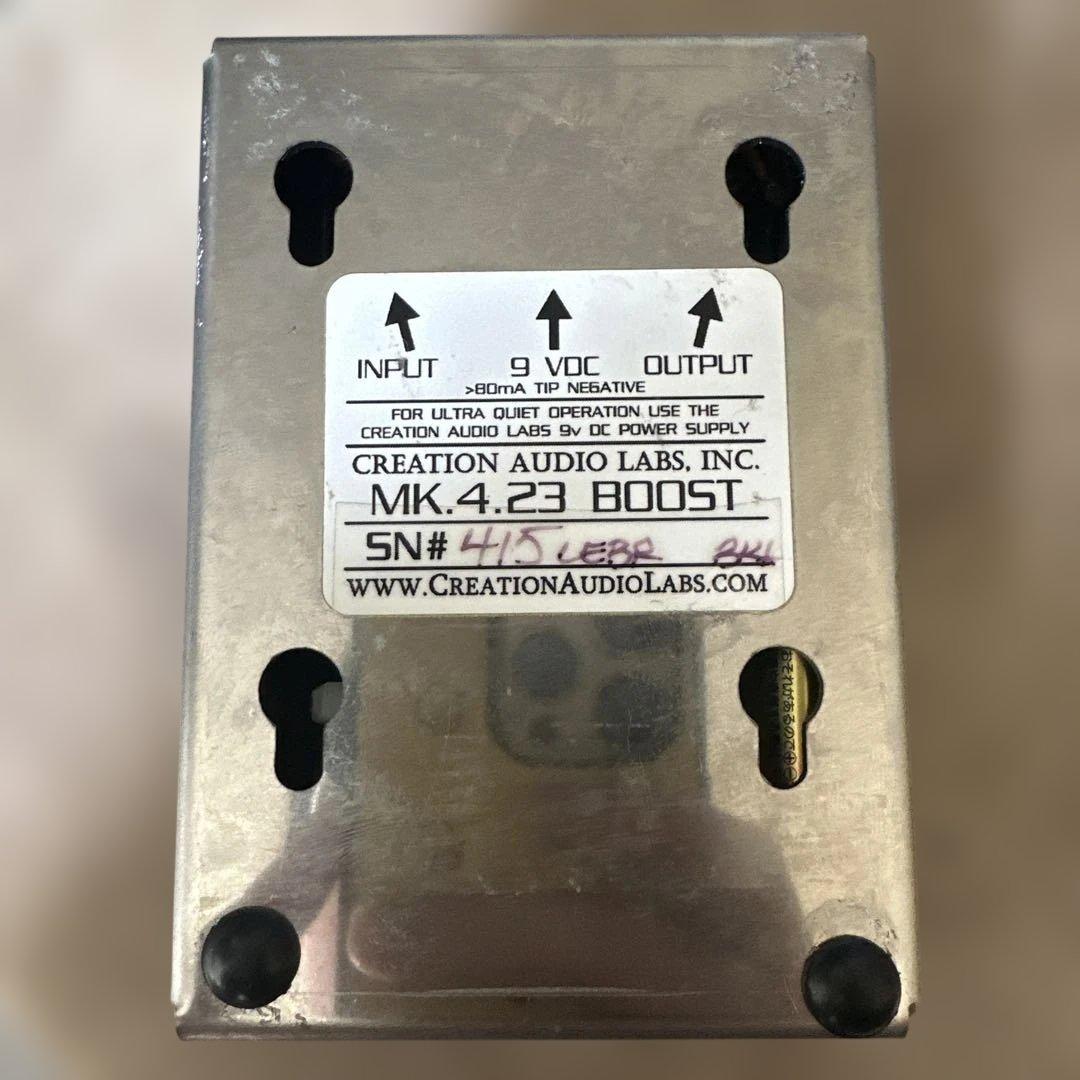 INPUT 9 VDC OUTPUT
>80mA TIP NEGATIVE
FOR ULTRA QUIET OPERATION USE THE
CREATION AUDIO LABS 9v DC POWER SUPPLY
CREATION AUDIO LABS, INC.
MK.4.23 BOOST
SN# 415 LEBR
WWW.CREATIONAUDIOLABS.COM